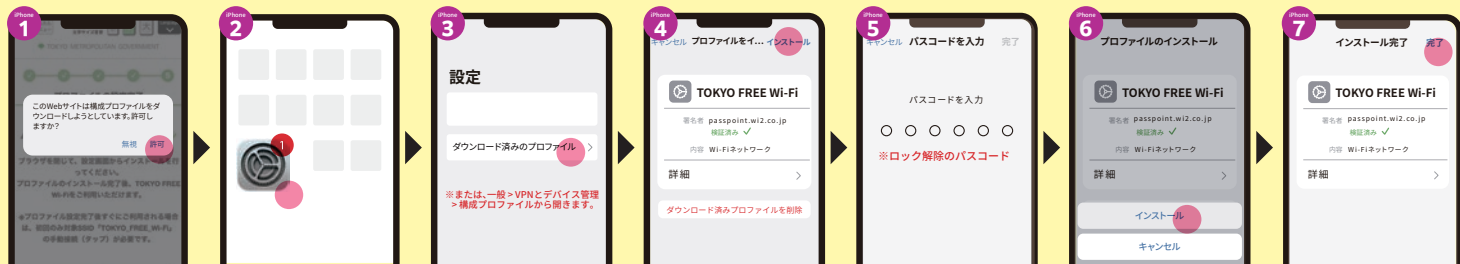 iPhone
1
TOKYO METROPOLITAN GOVERNMENT
このWebサイトは構成プロファイルをダ
ウンロードしようとしています。許可し
ますか？
無視 許可
ブラウザを閉じて、設定画面からインストールを行
ってください。
プロファイルのインストール完了後、TOKYO FREE
Wi-Fiをご利用いただけます。
※プロファイル設定完了後すぐにご利用される場合
は、初回のみ対象SSID「TOKYO_FREE_Wi-Fi」
の手動接続（タップ）が必要です。
iPhone
2
1
iPhone
3
設定
ダウンロード済みのプロファイル
※または、一般 > VPNとデバイス管理
> 構成プロファイルから開きます。
iPhone
4
キャンセル プロファイルをイ... インストール
TOKYO FREE Wi-Fi
署名者 passpoint.wi2.co.jp
検証済み ✓
内容 Wi-Fiネットワーク
詳細
ダウンロード済みプロファイルを削除
iPhone
5
キャンセル パスコードを入力 完了
パスコードを入力
※ロック解除のパスコード
iPhone
6
プロファイルのインストール
TOKYO FREE Wi-Fi
署名者 passpoint.wi2.co.jp
検証済み ✓
内容 Wi-Fiネットワーク
詳細
インストール
キャンセル
iPhone
7
インストール完了 完了
TOKYO FREE Wi-Fi
署名者 passpoint.wi2.co.jp
検証済み ✓
内容 Wi-Fiネットワーク
詳細